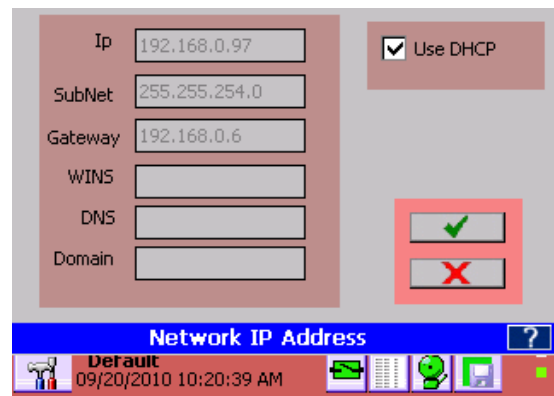 Ip 192.168.0.97
Use DHCP
SubNet 255.255.254.0
Gateway 192.168.0.6
WINS
DNS
Domain
Network IP Address ?
Default
09/20/2010 10:20:39 AM